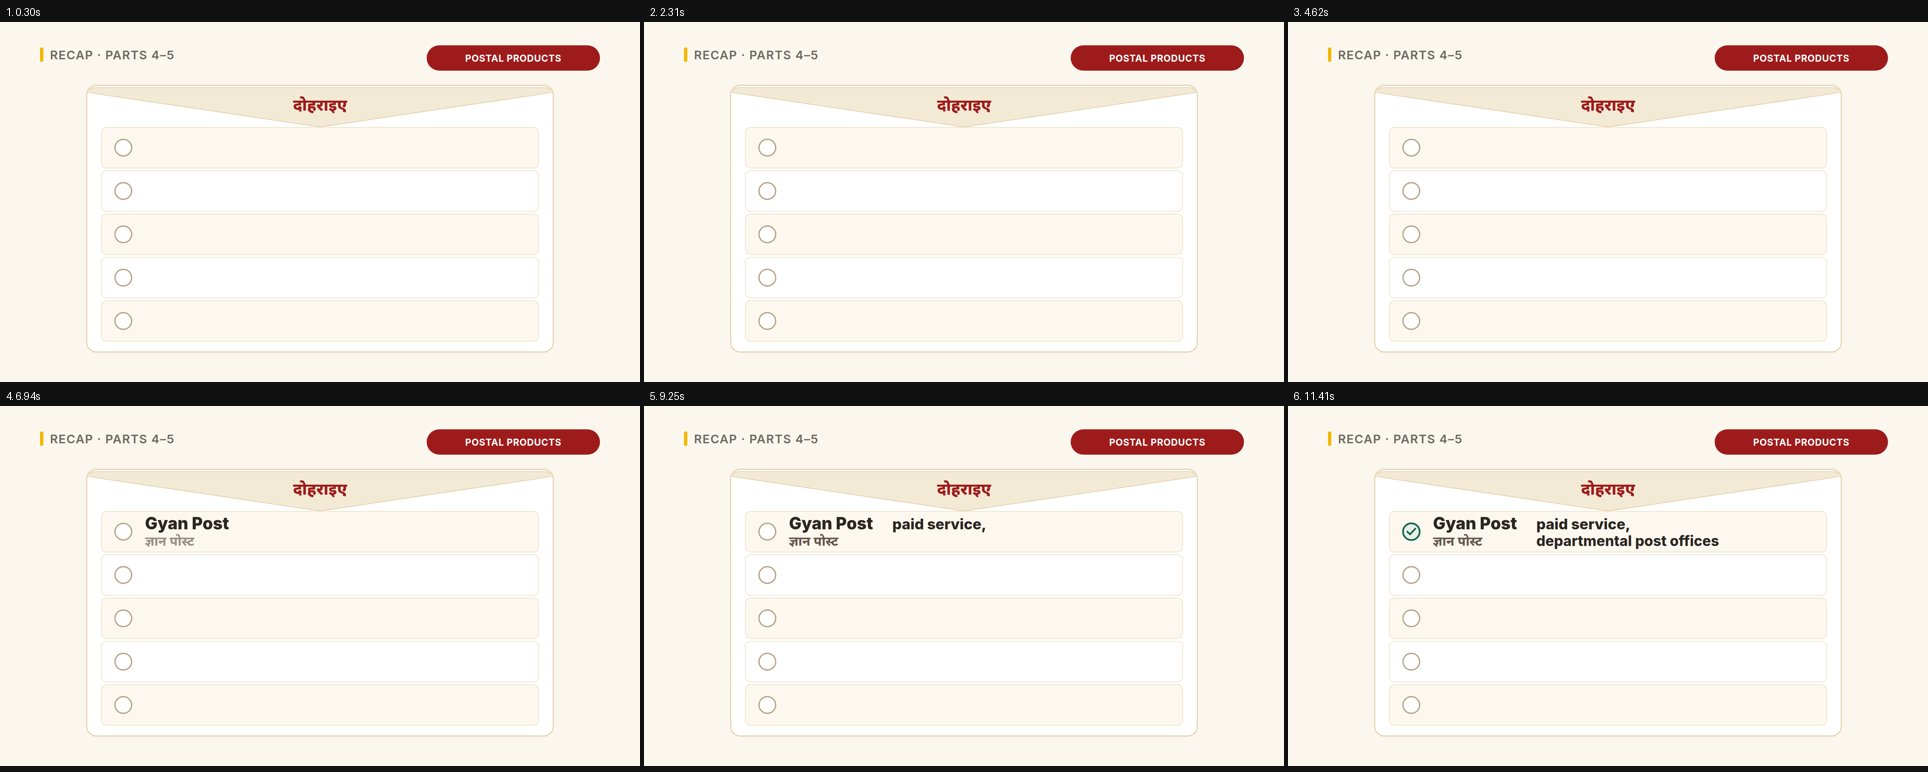 1. 0.30s
RECAP · PARTS 4–5
POSTAL PRODUCTS
दोहराइए
2. 2.31s
RECAP · PARTS 4–5
POSTAL PRODUCTS
दोहराइए
3. 4.62s
RECAP · PARTS 4–5
POSTAL PRODUCTS
दोहराइए
4. 6.94s
RECAP · PARTS 4–5
POSTAL PRODUCTS
दोहराइए
Gyan Post
ज्ञान पोस्ट
5. 9.25s
RECAP · PARTS 4–5
POSTAL PRODUCTS
दोहराइए
Gyan Post paid service,
ज्ञान पोस्ट
6. 11.41s
RECAP · PARTS 4–5
POSTAL PRODUCTS
दोहराइए
Gyan Post paid service,
ज्ञान पोस्ट departmental post offices